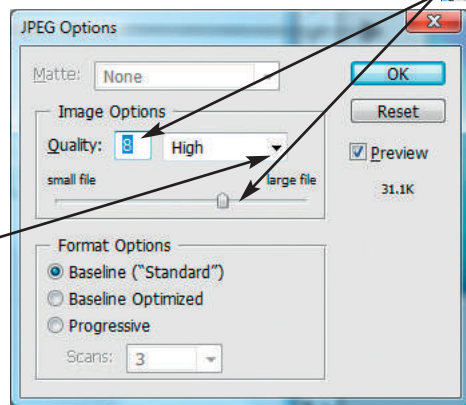 JPEG Options
Matte: None
OK
Image Options
Reset
Quality: 8 High
Preview
small file large file
31.1K
Format Options
Baseline ("Standard")
Baseline Optimized
Progressive
Scans: 3